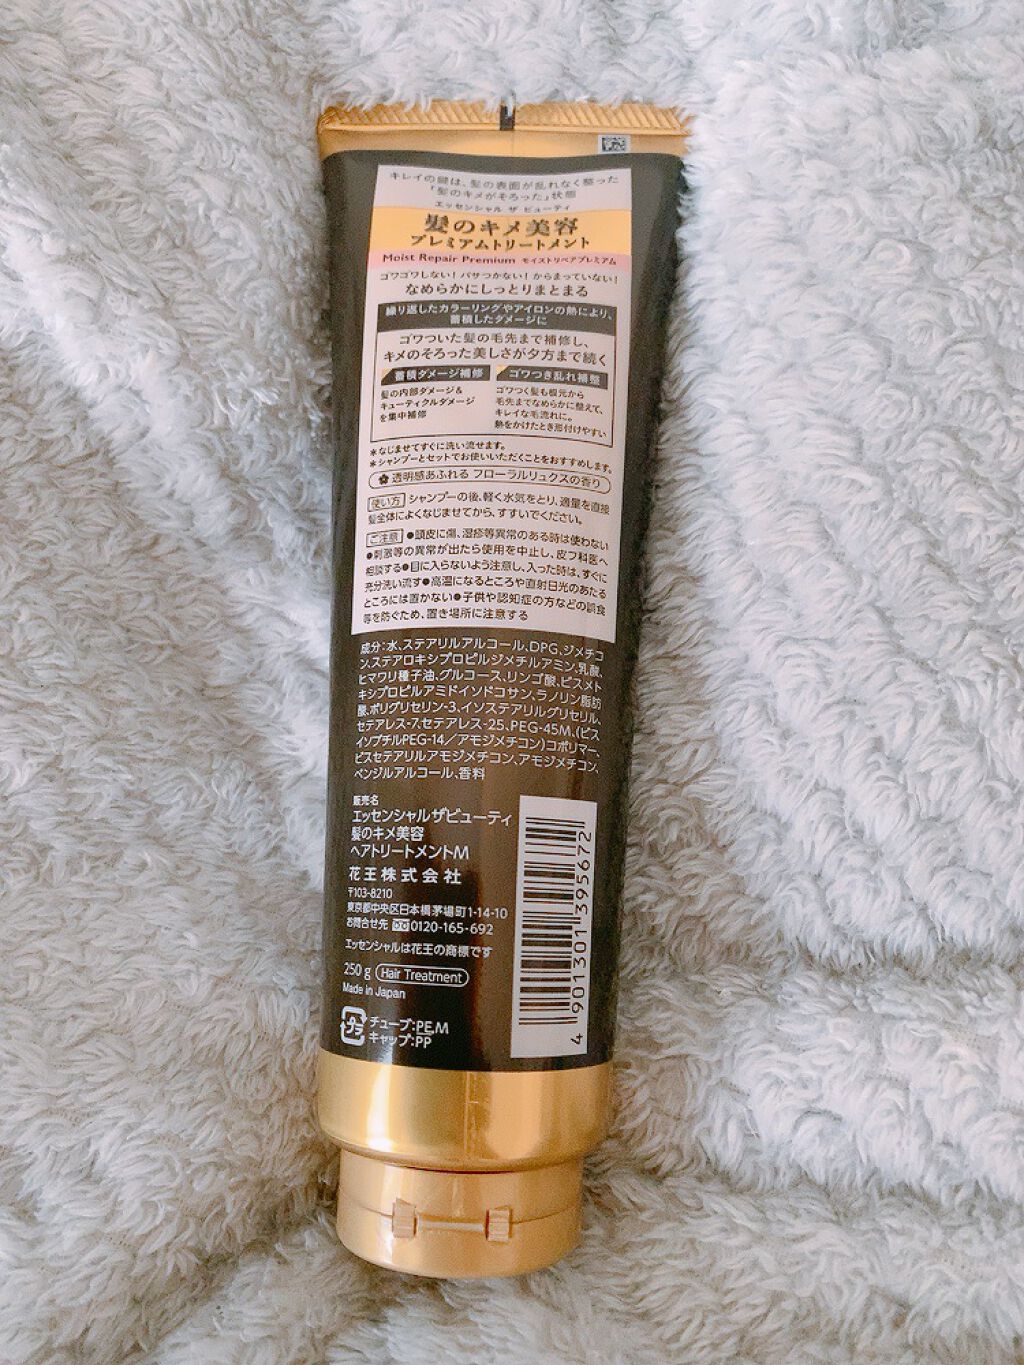 キレイの鍵は、髪の表面が乱れなく整った
「髪のキメがそろった」状態
エッセンシャル ザ ビューティ
髪のキメ美容
プレミアムトリートメント
Moist Repair Premium モイストリペアプレミアム
ゴワゴワしない！パサつかない！からまっていない！
なめらかにしっとりまとまる
繰り返したカラーリングやアイロンの熱により、
蓄積したダメージに
ゴワついた髪の毛先まで補修し、
キメのそろった美しさが夕方まで続く
蓄積ダメージ補修
髪の内部ダメージ&
キューティクルダメージ
を集中補修
ゴワつき乱れ補整
ゴワつく髪も根元から
毛先までなめらかに整えて、
キレイな毛流れに。
熱をかけたとき形付けやすい
*なじませてすぐに洗い流せます。
*シャンプーとセットでお使いいただくことをおすすめします。
透明感あふれる フローラルリュクスの香り
使い方 シャンプーの後、軽く水気をとり、適量を直接
髪全体によくなじませてから、すすいでください。
ご注意 ●頭皮に傷、湿疹等異常のある時は使わない
●刺激等の異常が出たら使用を中止し、皮フ科医へ
相談する●目に入らないよう注意し、入った時は、すぐに
充分洗い流す●高温になるところや直射日光のあたる
ところには置かない●子供や認知症の方などの誤食
等を防ぐため、置き場所に注意する
成分:水、ステアリルアルコール、DPG、ジメチコ
ン、ステアロキシプロピルジメチルアミン、乳酸、
ヒマワリ種子油、グルコース、リンゴ酸、ビスメト
キシプロピルアミドイソドコサン、ラノリン脂肪
酸、ポリグリセリン-3、イソステアリルグリセリル、
セテアレス-7、セテアレス-25、PEG-45M、(ビス
イソブチルPEG-14/アモジメチコン)コポリマー、
ビスセテアリルアモジメチコン、アモジメチコン、
ベンジルアルコール、香料
販売名
エッセンシャルザビューティ
髪のキメ美容
ヘアトリートメントM
花王株式会社
〒103-8210
東京都中央区日本橋茅場町1-14-10
お問合せ先 0120-165-692
エッセンシャルは花王の商標です
250 g Hair Treatment
Made in Japan
プラ チューブ:PE,M
キャップ:PP
4901301395672